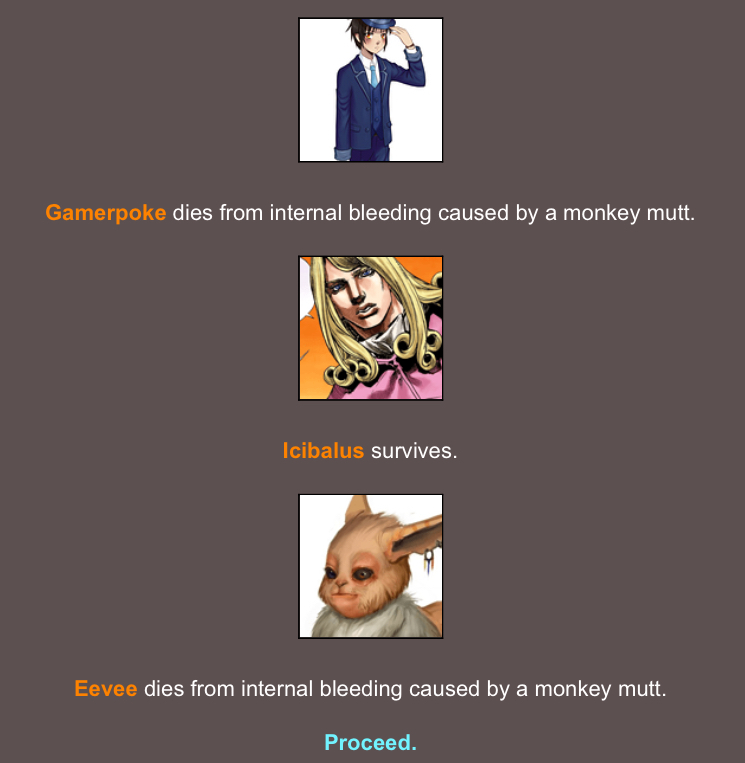 Gamerpoke dies from internal bleeding caused by a monkey mutt.
Icibalus survives.
Eevee dies from internal bleeding caused by a monkey mutt.
Proceed.